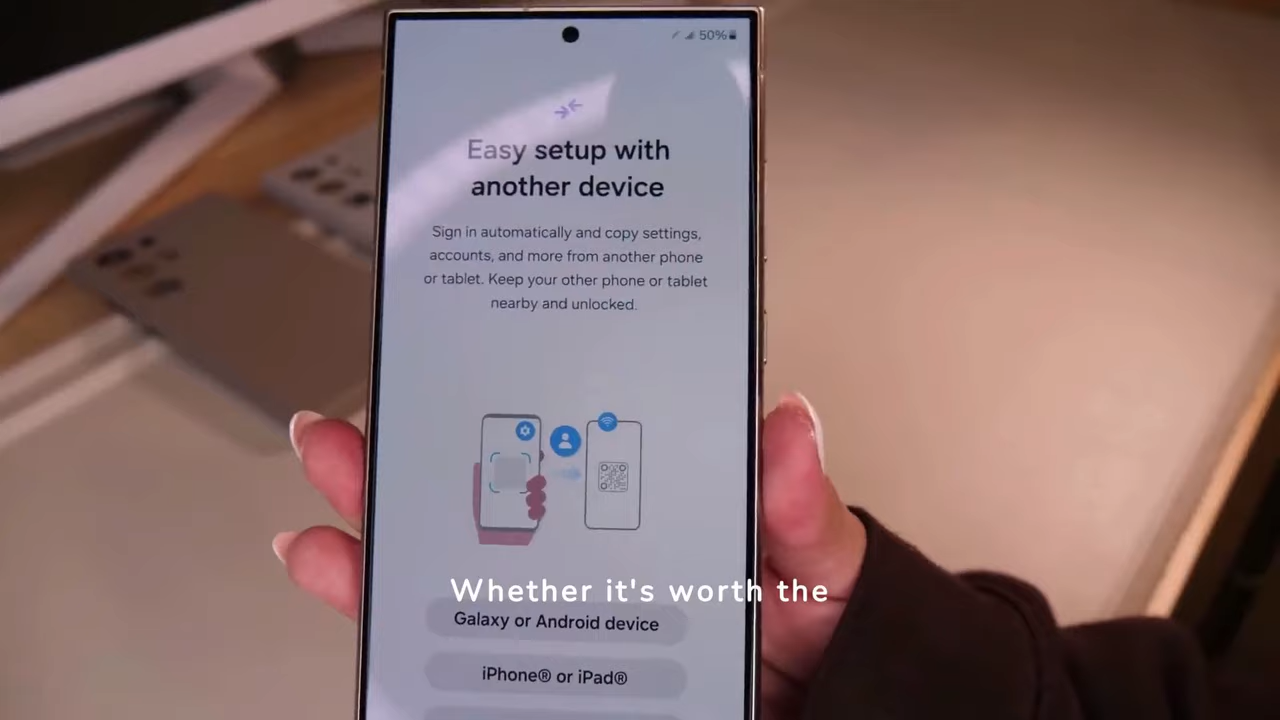 50%
Easy setup with
another device
Sign in automatically and copy settings,
accounts, and more from another phone
or tablet. Keep your other phone or tablet
nearby and unlocked.
Whether it's worth the
Galaxy or Android device
iPhone® or iPad®